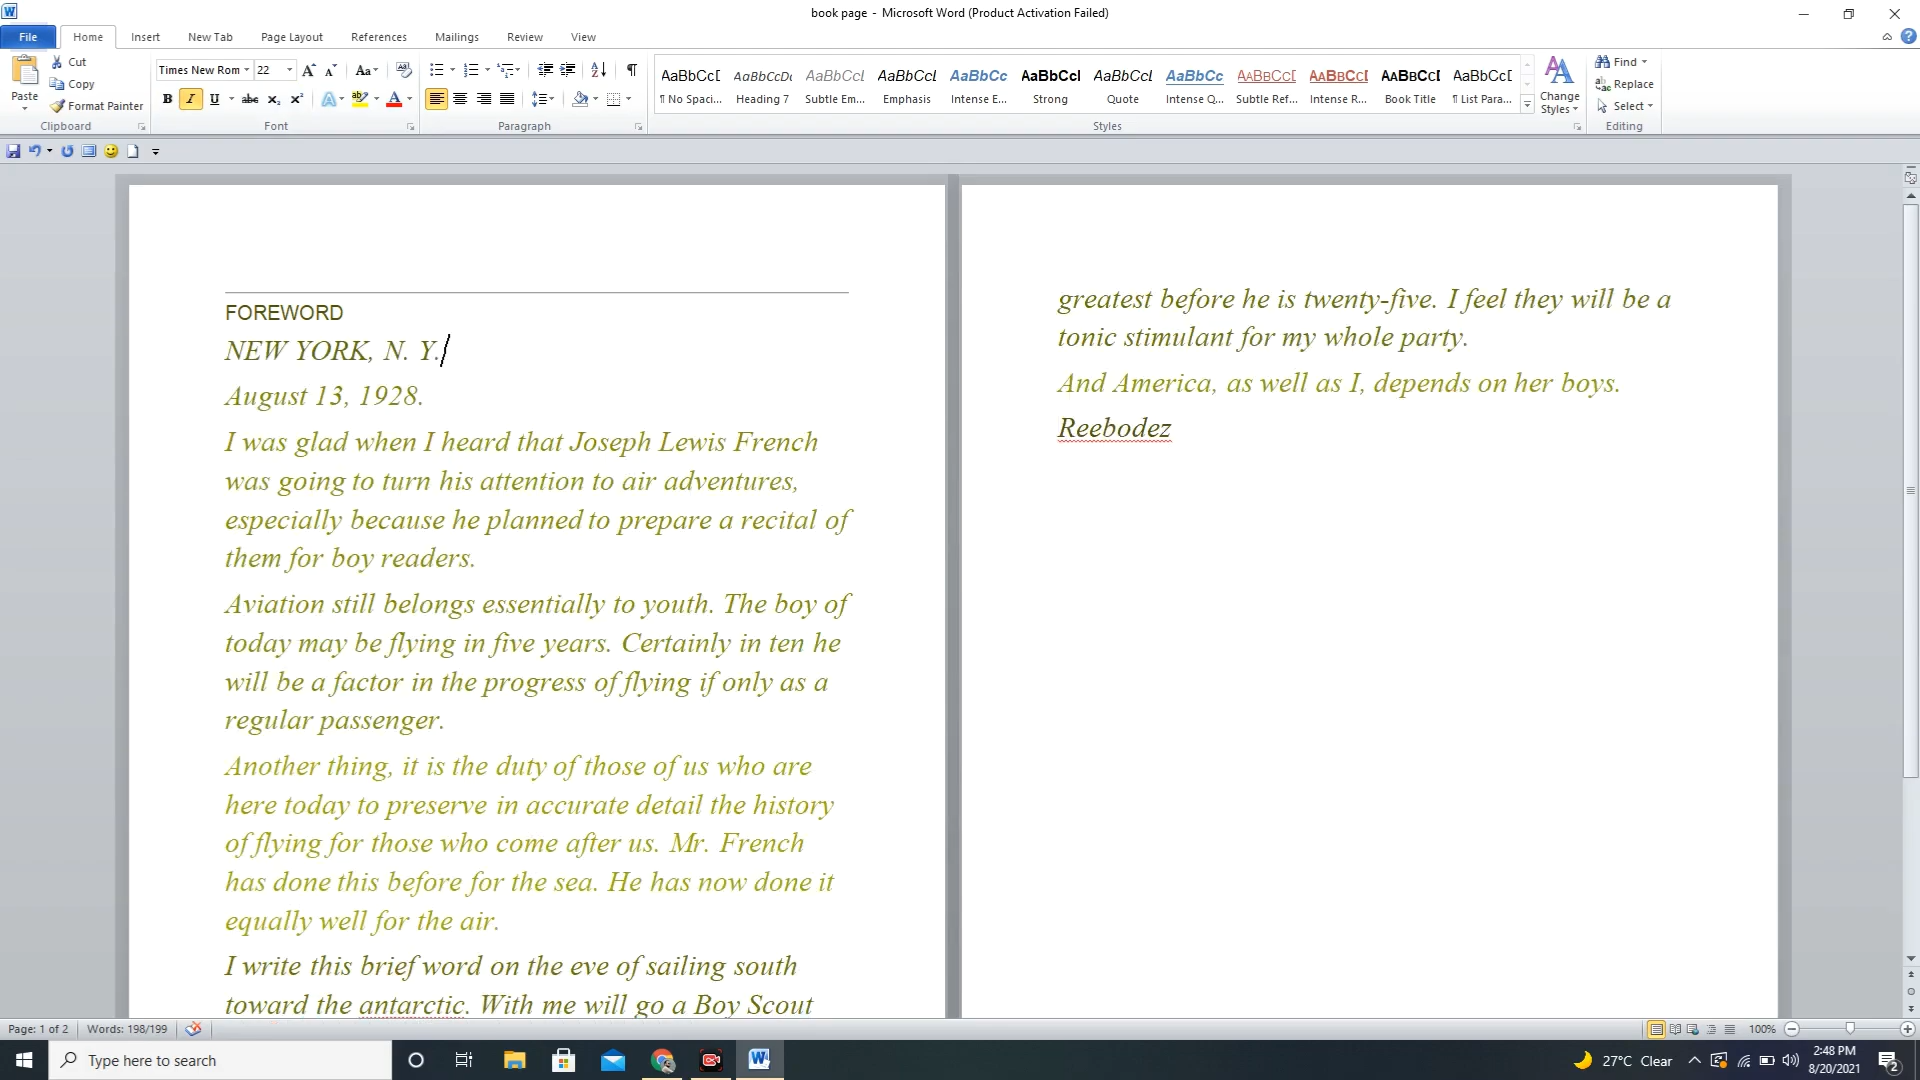 book page - Microsoft Word (Product Activation Failed)
File Home Insert New Tab Page Layout References Mailings Review View
Paste
Cut
Copy
Format Painter
Clipboard
Times New Rom 22
Font
Paragraph
AaBbCcD AaBbCcDc AaBbCcL AaBbCcL AaBbCc AaBbCcI AaBbCcL AaBbCc AABBCCD AABBCCD AABBCCD AaBbCcD
¶ No Spaci... Heading 7 Subtle Em... Emphasis Intense E... Strong Quote Intense Q... Subtle Ref... Intense R... Book Title ¶ List Para...
Styles
Change
Styles
Find
Replace
Select
Editing
FOREWORD
NEW YORK, N. Y.
August 13, 1928.
I was glad when I heard that Joseph Lewis French
was going to turn his attention to air adventures,
especially because he planned to prepare a recital of
them for boy readers.
Aviation still belongs essentially to youth. The boy of
today may be flying in five years. Certainly in ten he
will be a factor in the progress of flying if only as a
regular passenger.
Another thing, it is the duty of those of us who are
here today to preserve in accurate detail the history
of flying for those who come after us. Mr. French
has done this before for the sea. He has now done it
equally well for the air.
I write this brief word on the eve of sailing south
toward the antarctic. With me will go a Boy Scout
greatest before he is twenty-five. I feel they will be a
tonic stimulant for my whole party.
And America, as well as I, depends on her boys.
Reebodez
Page: 1 of 2 Words: 198/199
100%
Type here to search
27°C Clear
2:48 PM
8/20/2021
2